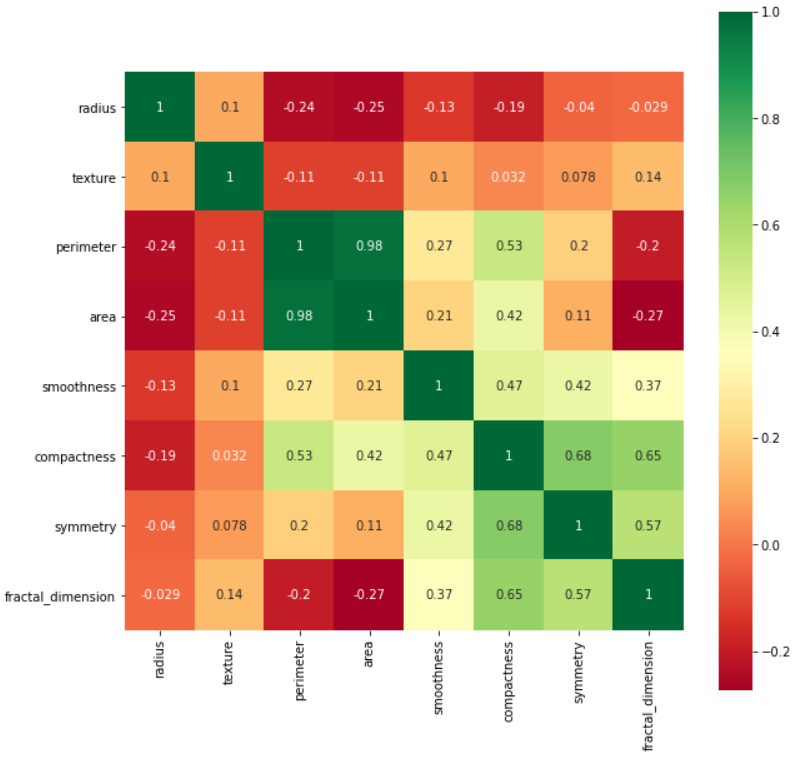 1.0
radius 1 0.1 -0.24 -0.25 -0.13 -0.19 -0.04 -0.029
0.8
texture 0.1 1 -0.11 -0.11 0.1 0.032 0.078 0.14
0.6
perimeter -0.24 -0.11 1 0.98 0.27 0.53 0.2 -0.2
area -0.25 -0.11 0.98 1 0.21 0.42 0.11 -0.27
0.4
smoothness -0.13 0.1 0.27 0.21 1 0.47 0.42 0.37
0.2
compactness -0.19 0.032 0.53 0.42 0.47 1 0.68 0.65
symmetry -0.04 0.078 0.2 0.11 0.42 0.68 1 0.57
0.0
fractal_dimension -0.029 0.14 -0.2 -0.27 0.37 0.65 0.57 1
−0.2
radius texture perimeter area smoothness compactness symmetry fractal_dimension